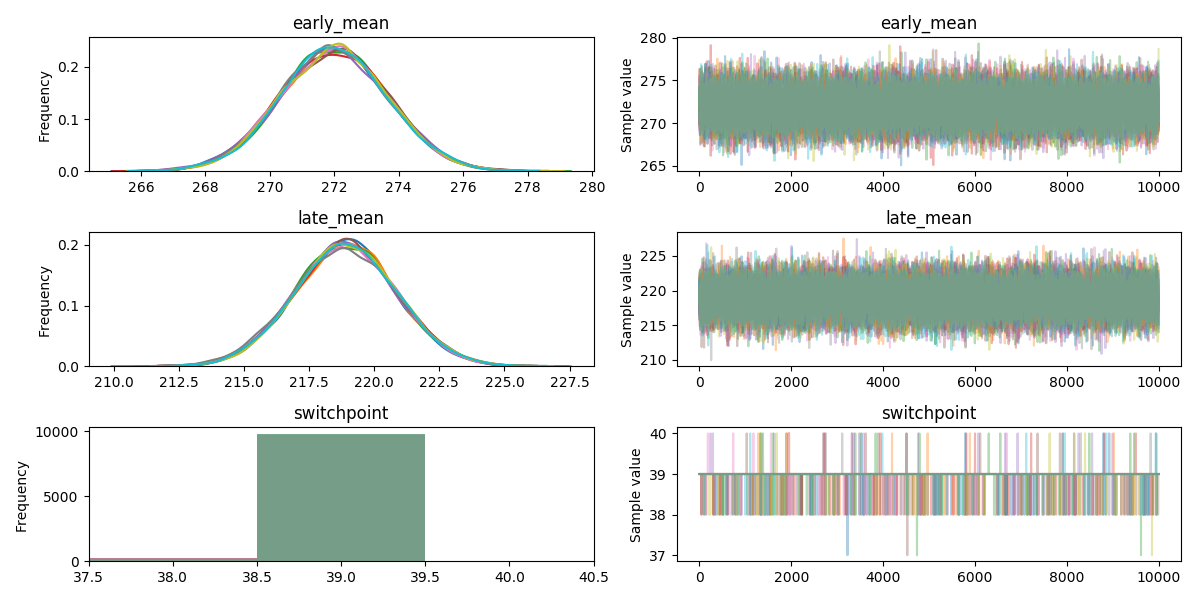 early_mean
Frequency
0.2
0.1
0.0
266 268 270 272 274 276 278 280
early_mean
Sample value
280
275
270
265
0 2000 4000 6000 8000 10000
late_mean
Frequency
0.2
0.1
0.0
210.0 212.5 215.0 217.5 220.0 222.5 225.0 227.5
late_mean
Sample value
225
220
215
210
0 2000 4000 6000 8000 10000
switchpoint
Frequency
10000
5000
0
37.5 38.0 38.5 39.0 39.5 40.0 40.5
switchpoint
Sample value
40
39
38
37
0 2000 4000 6000 8000 10000